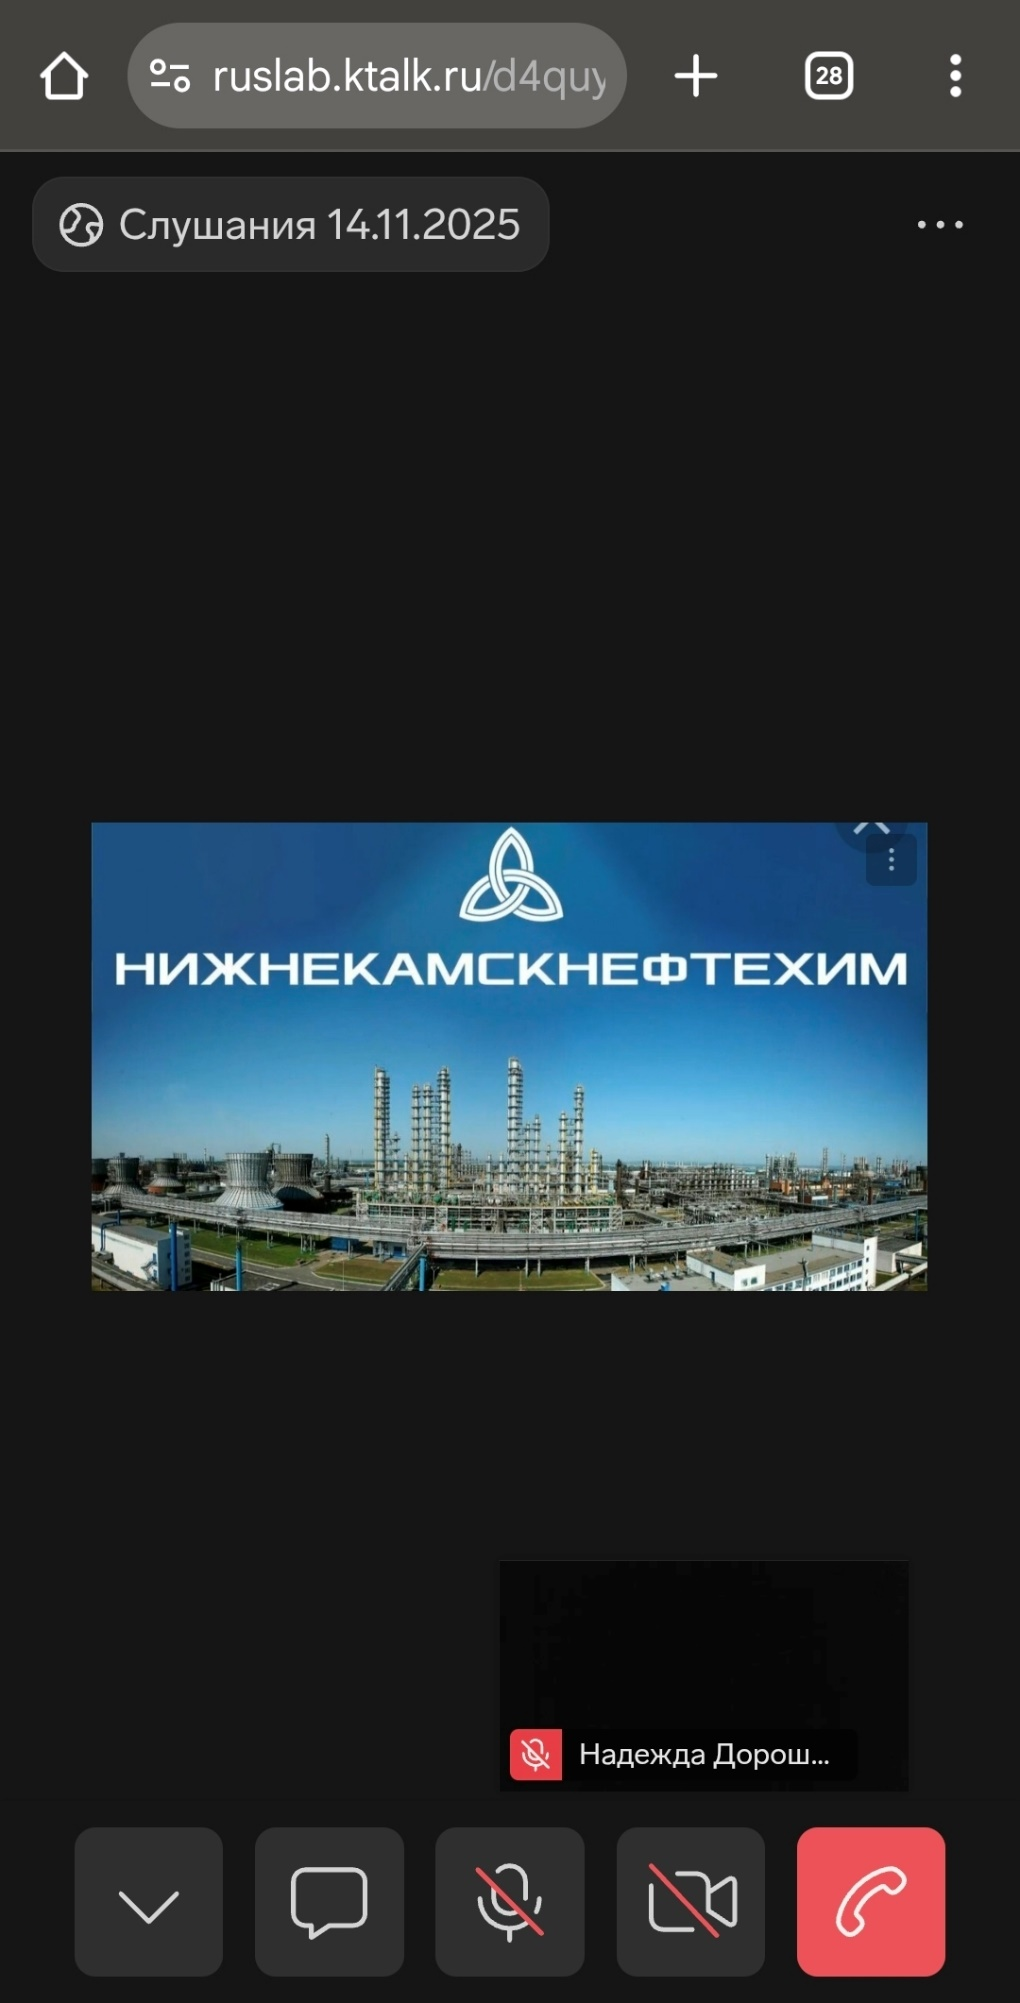 ruslab.ktalk.ru/d4quy
28
Слушания 14.11.2025
НИЖНЕКАМСКНЕФТЕХИМ
Надежда Дорош...